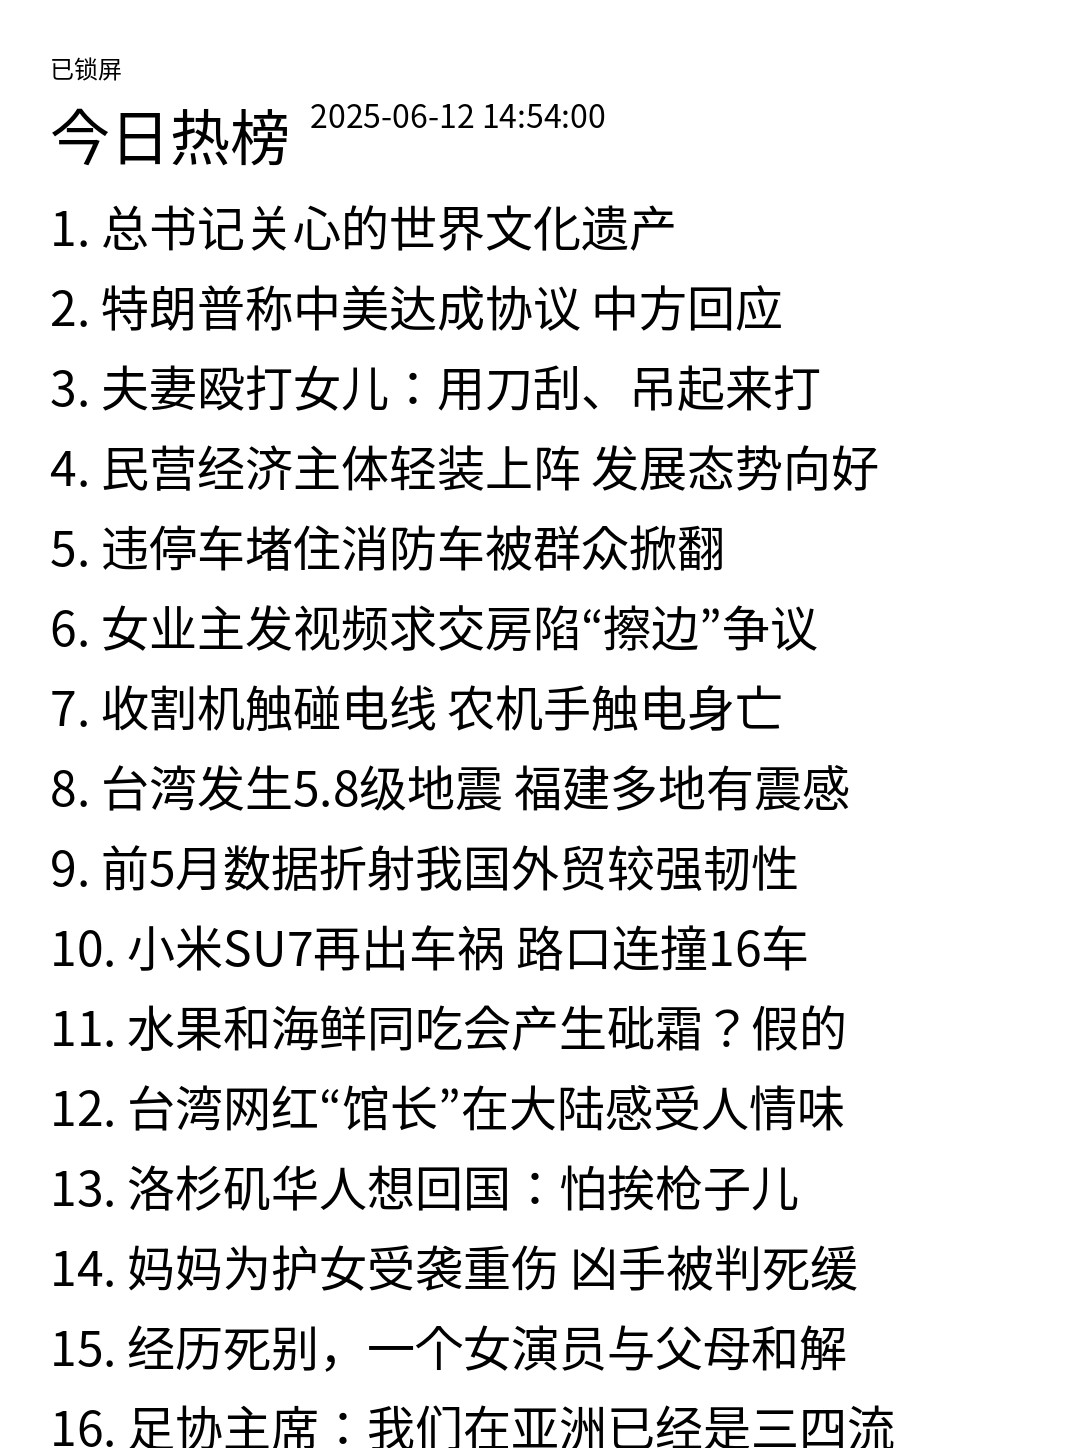 已锁屏
今日热榜 2025-06-12 14:54:00
1. 总书记关心的世界文化遗产
2. 特朗普称中美达成协议 中方回应
3. 夫妻殴打女儿：用刀刮、吊起来打
4. 民营经济主体轻装上阵 发展态势向好
5. 违停车堵住消防车被群众掀翻
6. 女业主发视频求交房陷“擦边”争议
7. 收割机触碰电线 农机手触电身亡
8. 台湾发生5.8级地震 福建多地有震感
9. 前5月数据折射我国外贸较强韧性
10. 小米SU7再出车祸 路口连撞16车
11. 水果和海鲜同吃会产生砒霜？假的
12. 台湾网红“馆长”在大陆感受人情味
13. 洛杉矶华人想回国：怕挨枪子儿
14. 妈妈为护女受袭重伤 凶手被判死缓
15. 经历死别，一个女演员与父母和解
16. 足协主席：我们在亚洲已经是三四流